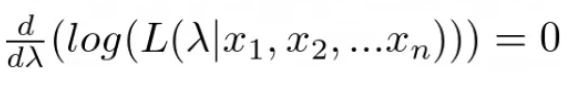 d/dλ (log(L(λ|x₁, x₂, ...xₙ))) = 0